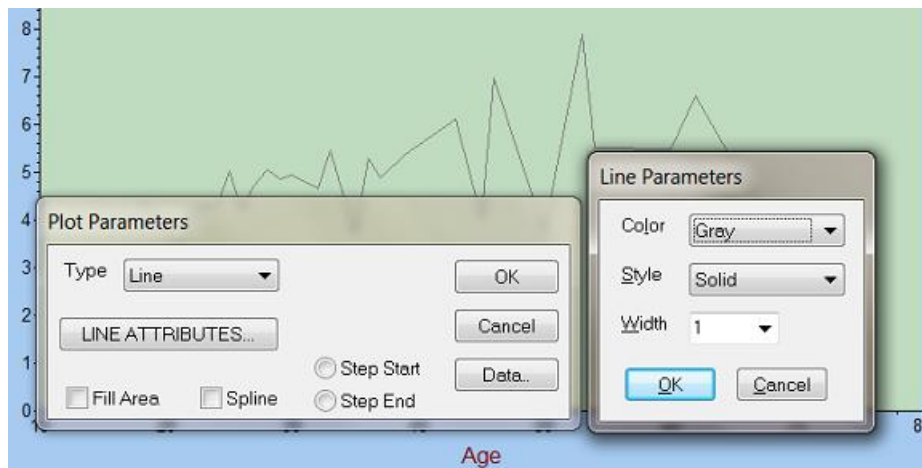 8
7
6
5
4
3
2
1
0
Plot Parameters
Type Line
OK
LINE ATTRIBUTES...
Cancel
Step Start
Data..
Fill Area Spline
Step End
Line Parameters
Color Gray
Style Solid
Width 1
OK Cancel
8
Age